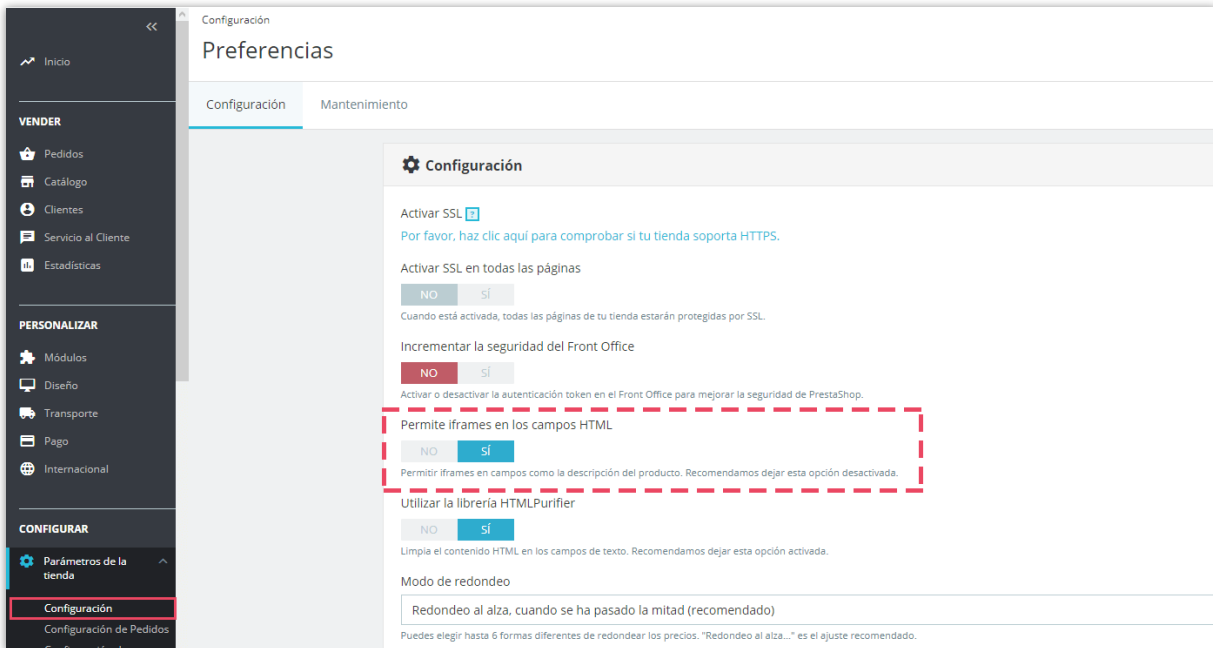 Configuración
Preferencias
Inicio
VENDER
Pedidos
Catálogo
Clientes
Servicio al Cliente
Estadísticas
PERSONALIZAR
Módulos
Diseño
Transporte
Pago
Internacional
CONFIGURAR
Parámetros de la
tienda
Configuración
Configuración de Pedidos
Configuración Mantenimiento
Configuración
Activar SSL ?
Por favor, haz clic aquí para comprobar si tu tienda soporta HTTPS.
Activar SSL en todas las páginas
NO SÍ
Cuando está activada, todas las páginas de tu tienda estarán protegidas por SSL.
Incrementar la seguridad del Front Office
NO SÍ
Activar o desactivar la autenticación token en el Front Office para mejorar la seguridad de PrestaShop.
Permite iframes en los campos HTML
NO SÍ
Permitir iframes en campos como la descripción del producto. Recomendamos dejar esta opción desactivada.
Utilizar la librería HTMLPurifier
NO SÍ
Limpia el contenido HTML en los campos de texto. Recomendamos dejar esta opción activada.
Modo de redondeo
Redondeo al alza, cuando se ha pasado la mitad (recomendado)
Puedes elegir hasta 6 formas diferentes de redondear los precios. "Redondeo al alza..." es el ajuste recomendado.